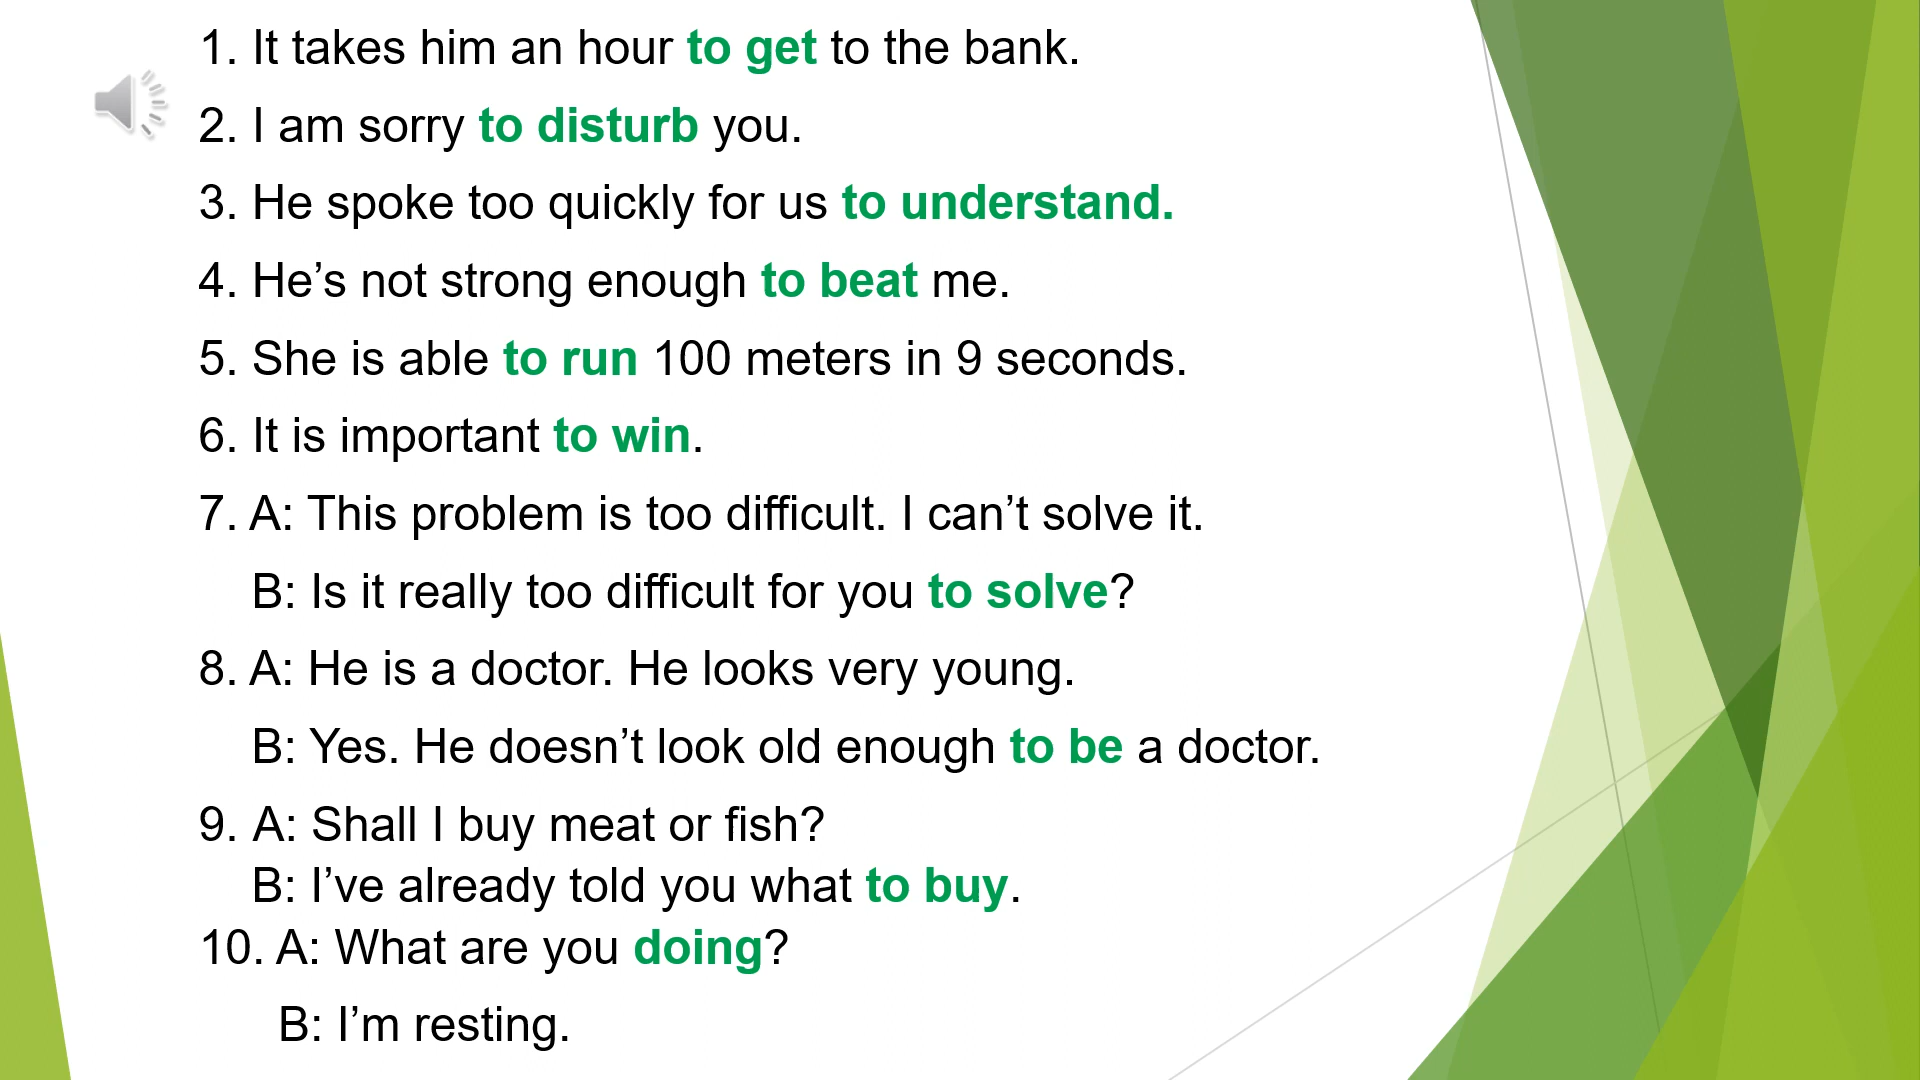 1. It takes him an hour to get to the bank.
2. I am sorry to disturb you.
3. He spoke too quickly for us to understand.
4. He’s not strong enough to beat me.
5. She is able to run 100 meters in 9 seconds.
6. It is important to win.
7. A: This problem is too difficult. I can’t solve it.
B: Is it really too difficult for you to solve?
8. A: He is a doctor. He looks very young.
B: Yes. He doesn’t look old enough to be a doctor.
9. A: Shall I buy meat or fish?
B: I’ve already told you what to buy.
10. A: What are you doing?
B: I’m resting.